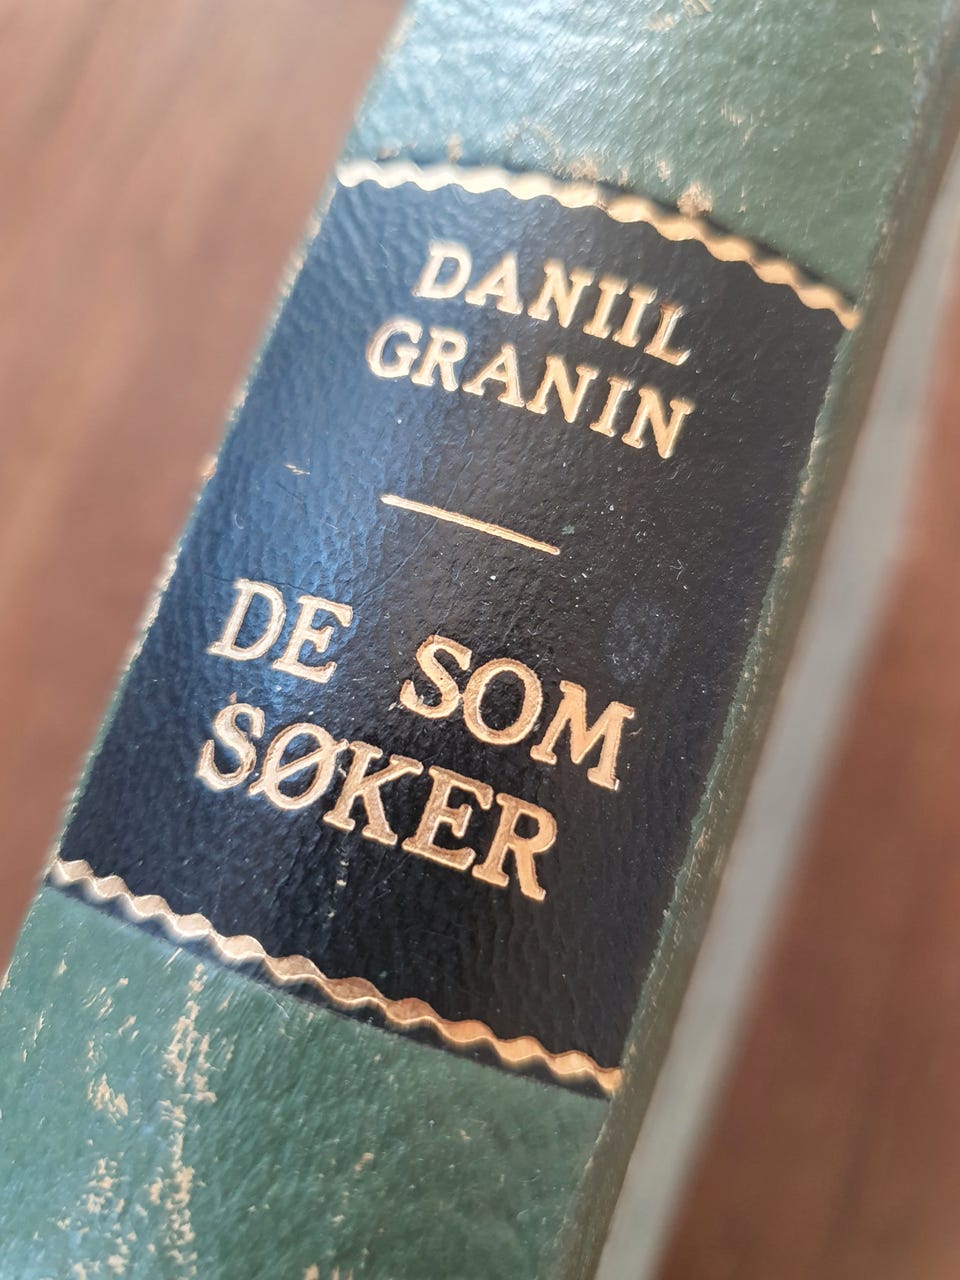 DANIIL
GRANIN
DE SOM
SØKER